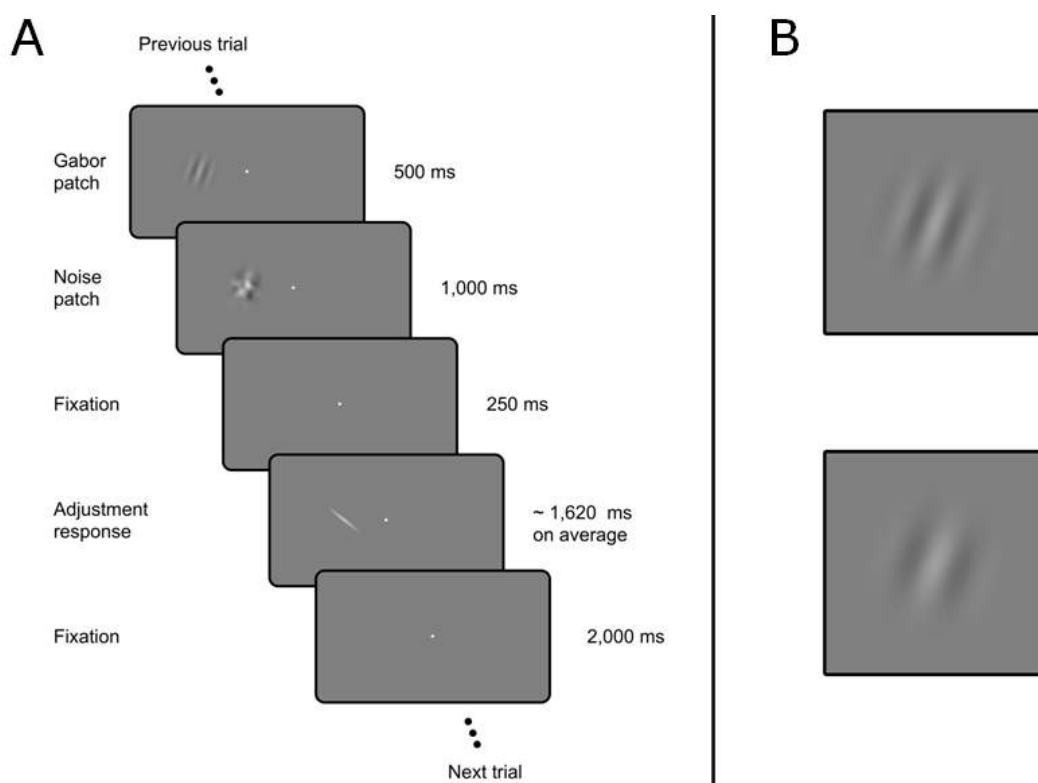 A
Previous trial
Gabor
patch
500 ms
Noise
patch
1,000 ms
Fixation
250 ms
Adjustment
response
~ 1,620 ms
on average
Fixation
2,000 ms
Next trial
B